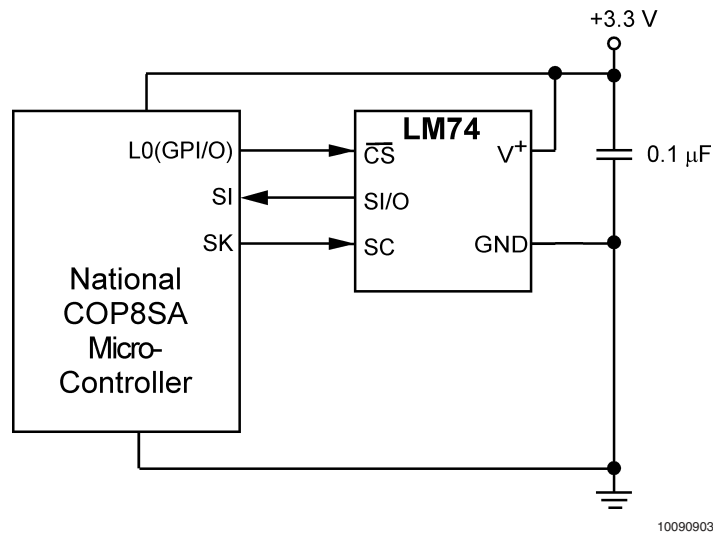 +3.3 V
LM74
L0(GPI/O)
CS
V+
0.1 μF
SI
SI/O
SK
SC
GND
National
COP8SA
Micro-
Controller
10090903